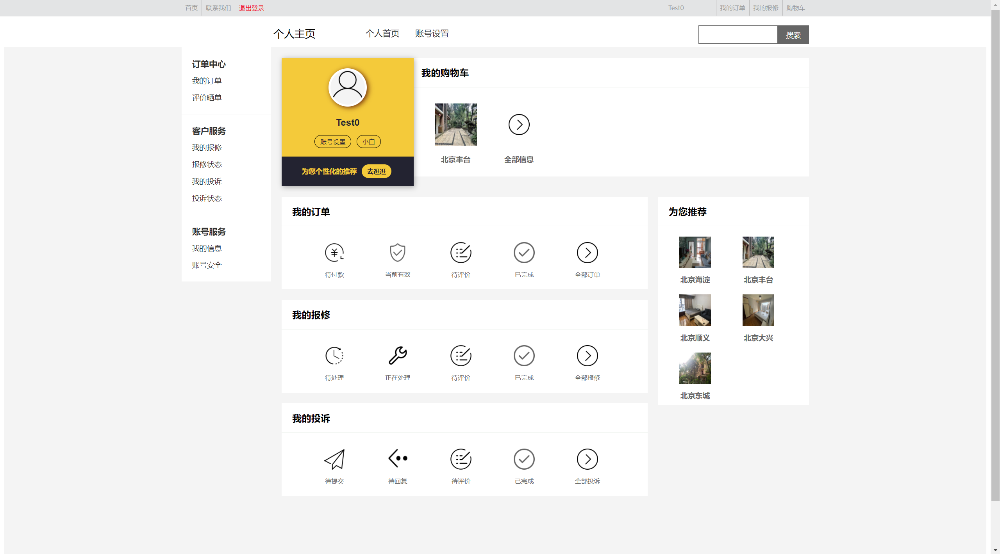 首页 联系我们 退出登录 Test0 我的订单 我的报修 购物车
个人主页 个人首页 账号设置 搜索
订单中心
我的订单
评价晒单
客户服务
我的报修
报修状态
我的投诉
投诉状态
账号服务
我的信息
账号安全
Test0
账号设置 小白
为您个性化的推荐 去逛逛
我的购物车
北京丰台 全部信息
我的订单
待付款 当前有效 待评价 已完成 全部订单
我的报修
待处理 正在处理 待评价 已完成 全部报修
我的投诉
待提交 待回复 待评价 已完成 全部投诉
为您推荐
北京海淀 北京丰台
北京顺义 北京大兴
北京东城